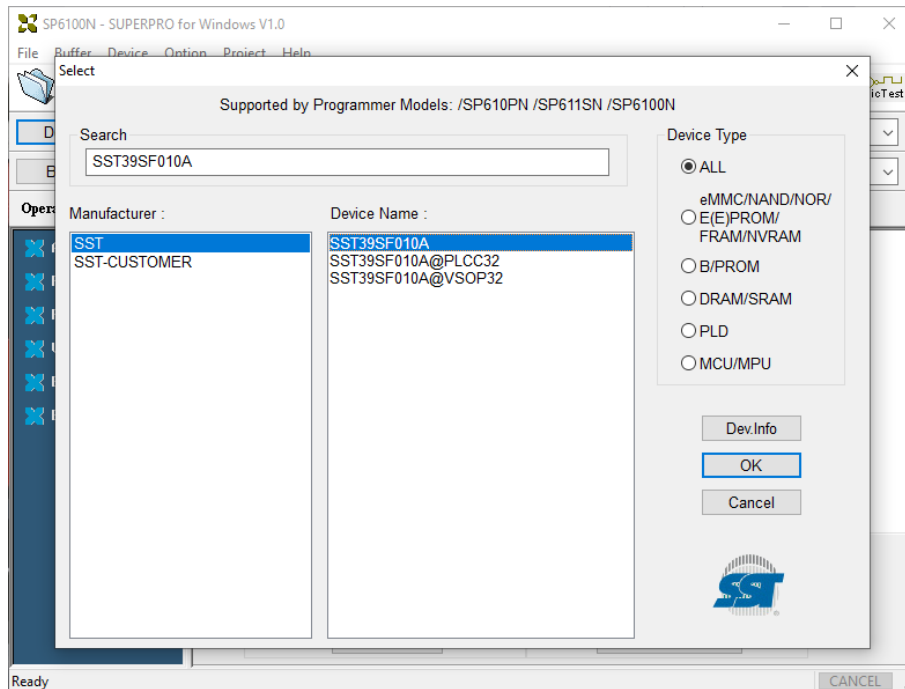 SP6100N - SUPERPRO for Windows V1.0
File Buffer Device Option Project Help
Select
Supported by Programmer Models: /SP610PN /SP611SN /SP6100N
icTest
Search
SST39SF010A
Device Type
ALL
eMMC/NAND/NOR/
E(E)PROM/
FRAM/NVRAM
B/PROM
DRAM/SRAM
PLD
MCU/MPU
Manufacturer :
SST
SST-CUSTOMER
Device Name :
SST39SF010A
SST39SF010A@PLCC32
SST39SF010A@VSOP32
Dev.Info
OK
Cancel
SST
Ready
CANCEL